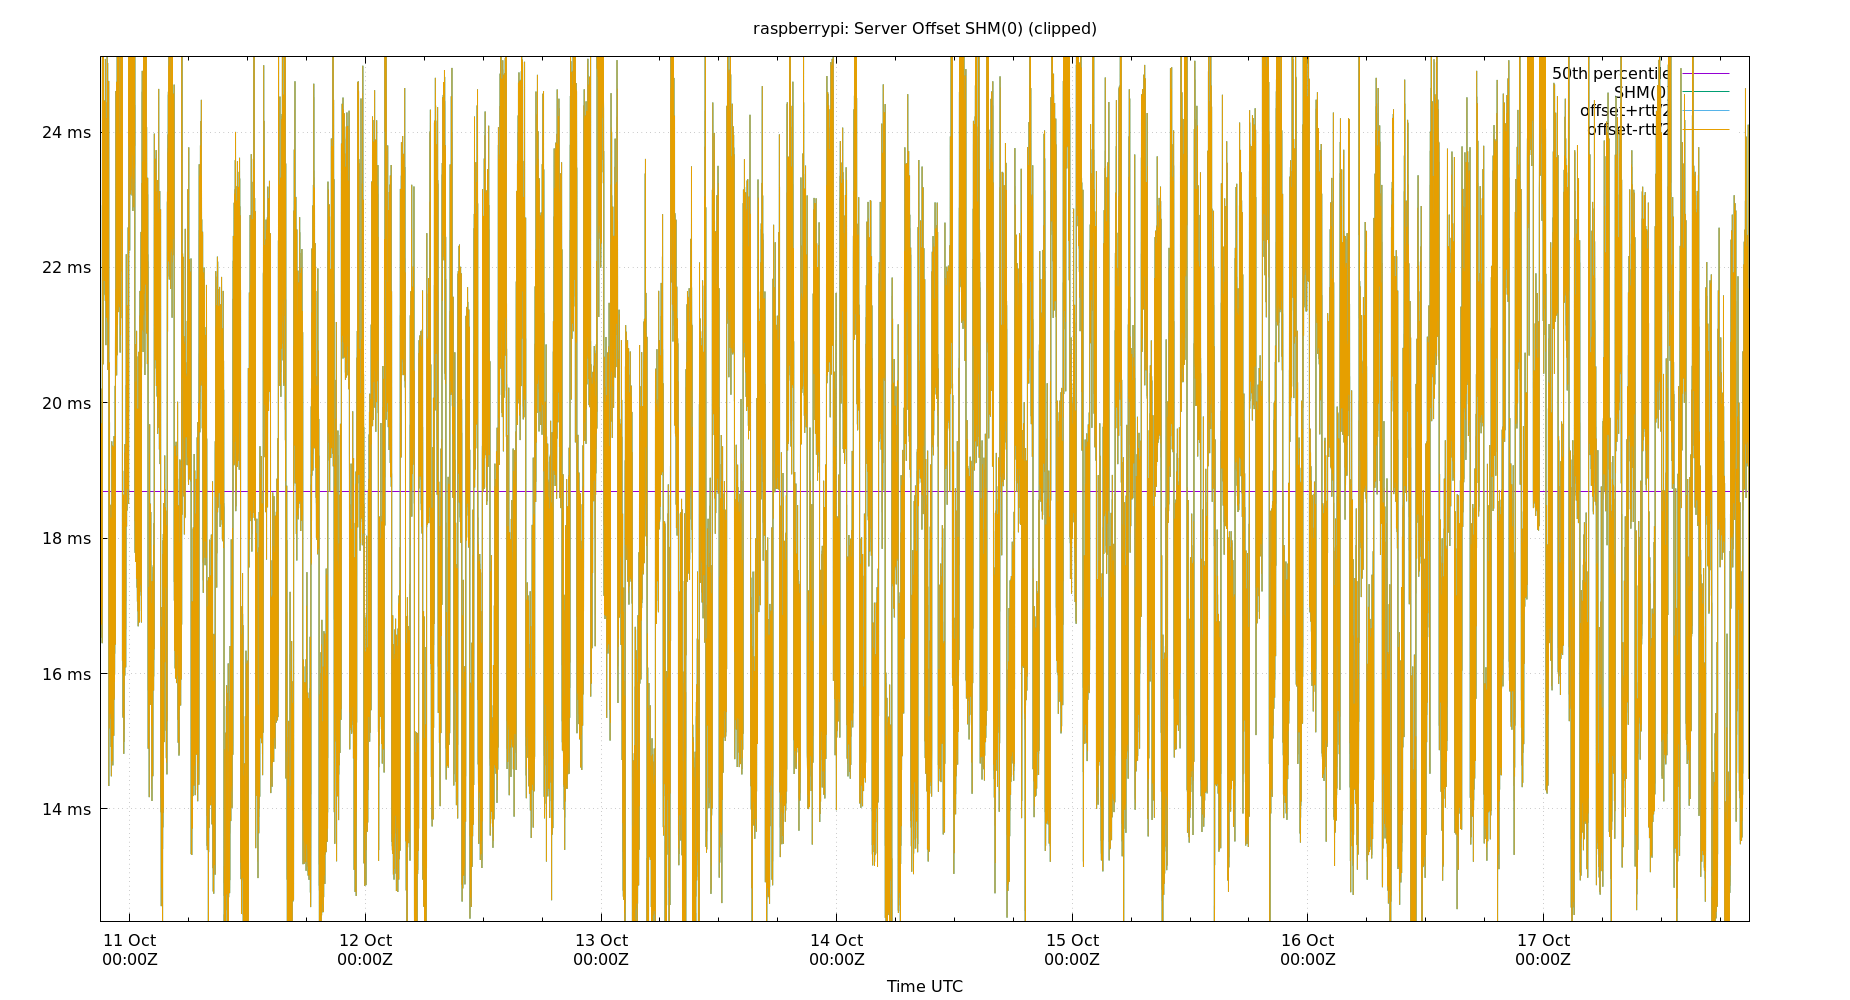 raspberrypi: Server Offset SHM(0) (clipped)
50th percentile
SHM(0)
offset+rtt/2
offset-rtt/2
24 ms
22 ms
20 ms
18 ms
16 ms
14 ms
11 Oct 12 Oct 13 Oct 14 Oct 15 Oct 16 Oct 17 Oct
00:00Z 00:00Z 00:00Z 00:00Z 00:00Z 00:00Z 00:00Z
Time UTC